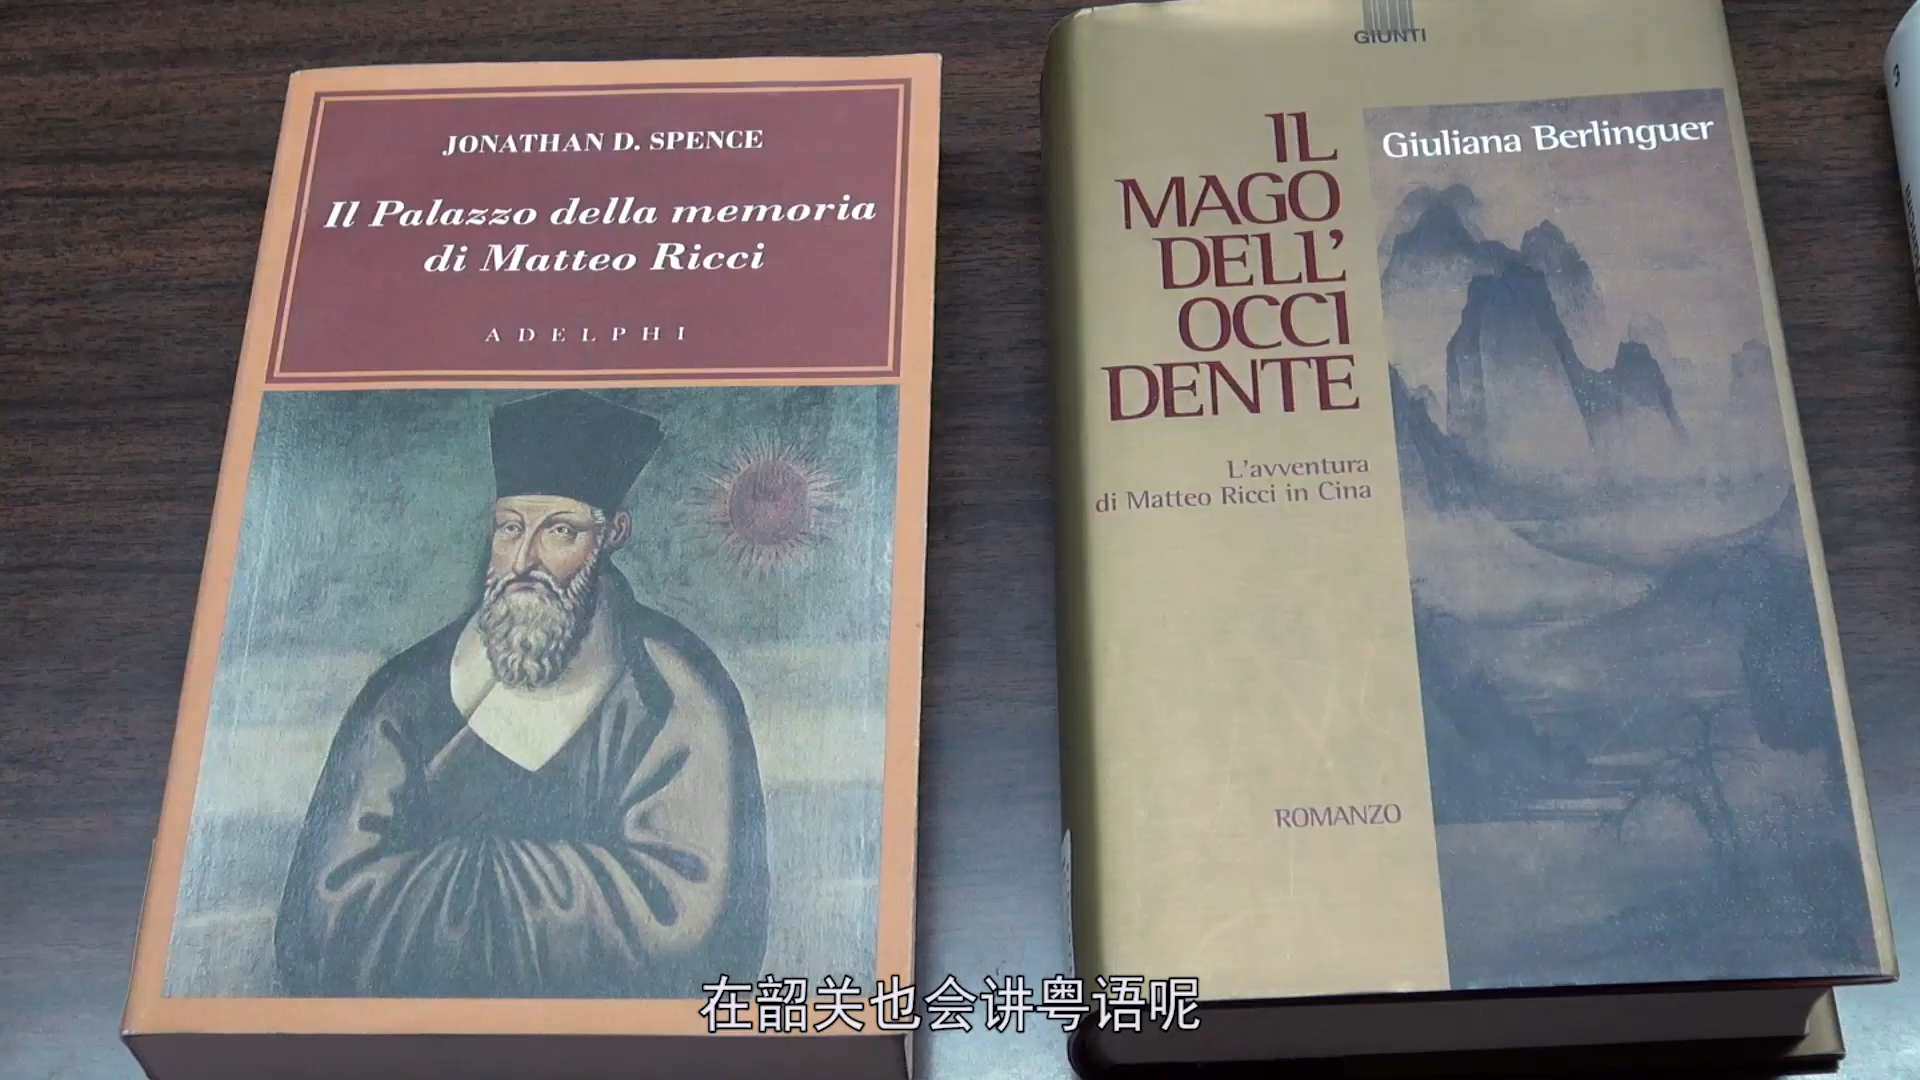 JONATHAN D. SPENCE
Il Palazzo della memoria
di Matteo Ricci
ADELPHI
GIUNTI
Giuliana Berlinguer
IL
MAGO
DELL'
OCCI
DENTE
L'avventura
di Matteo Ricci in Cina
ROMANZO
3
在韶关也会讲粤语呢